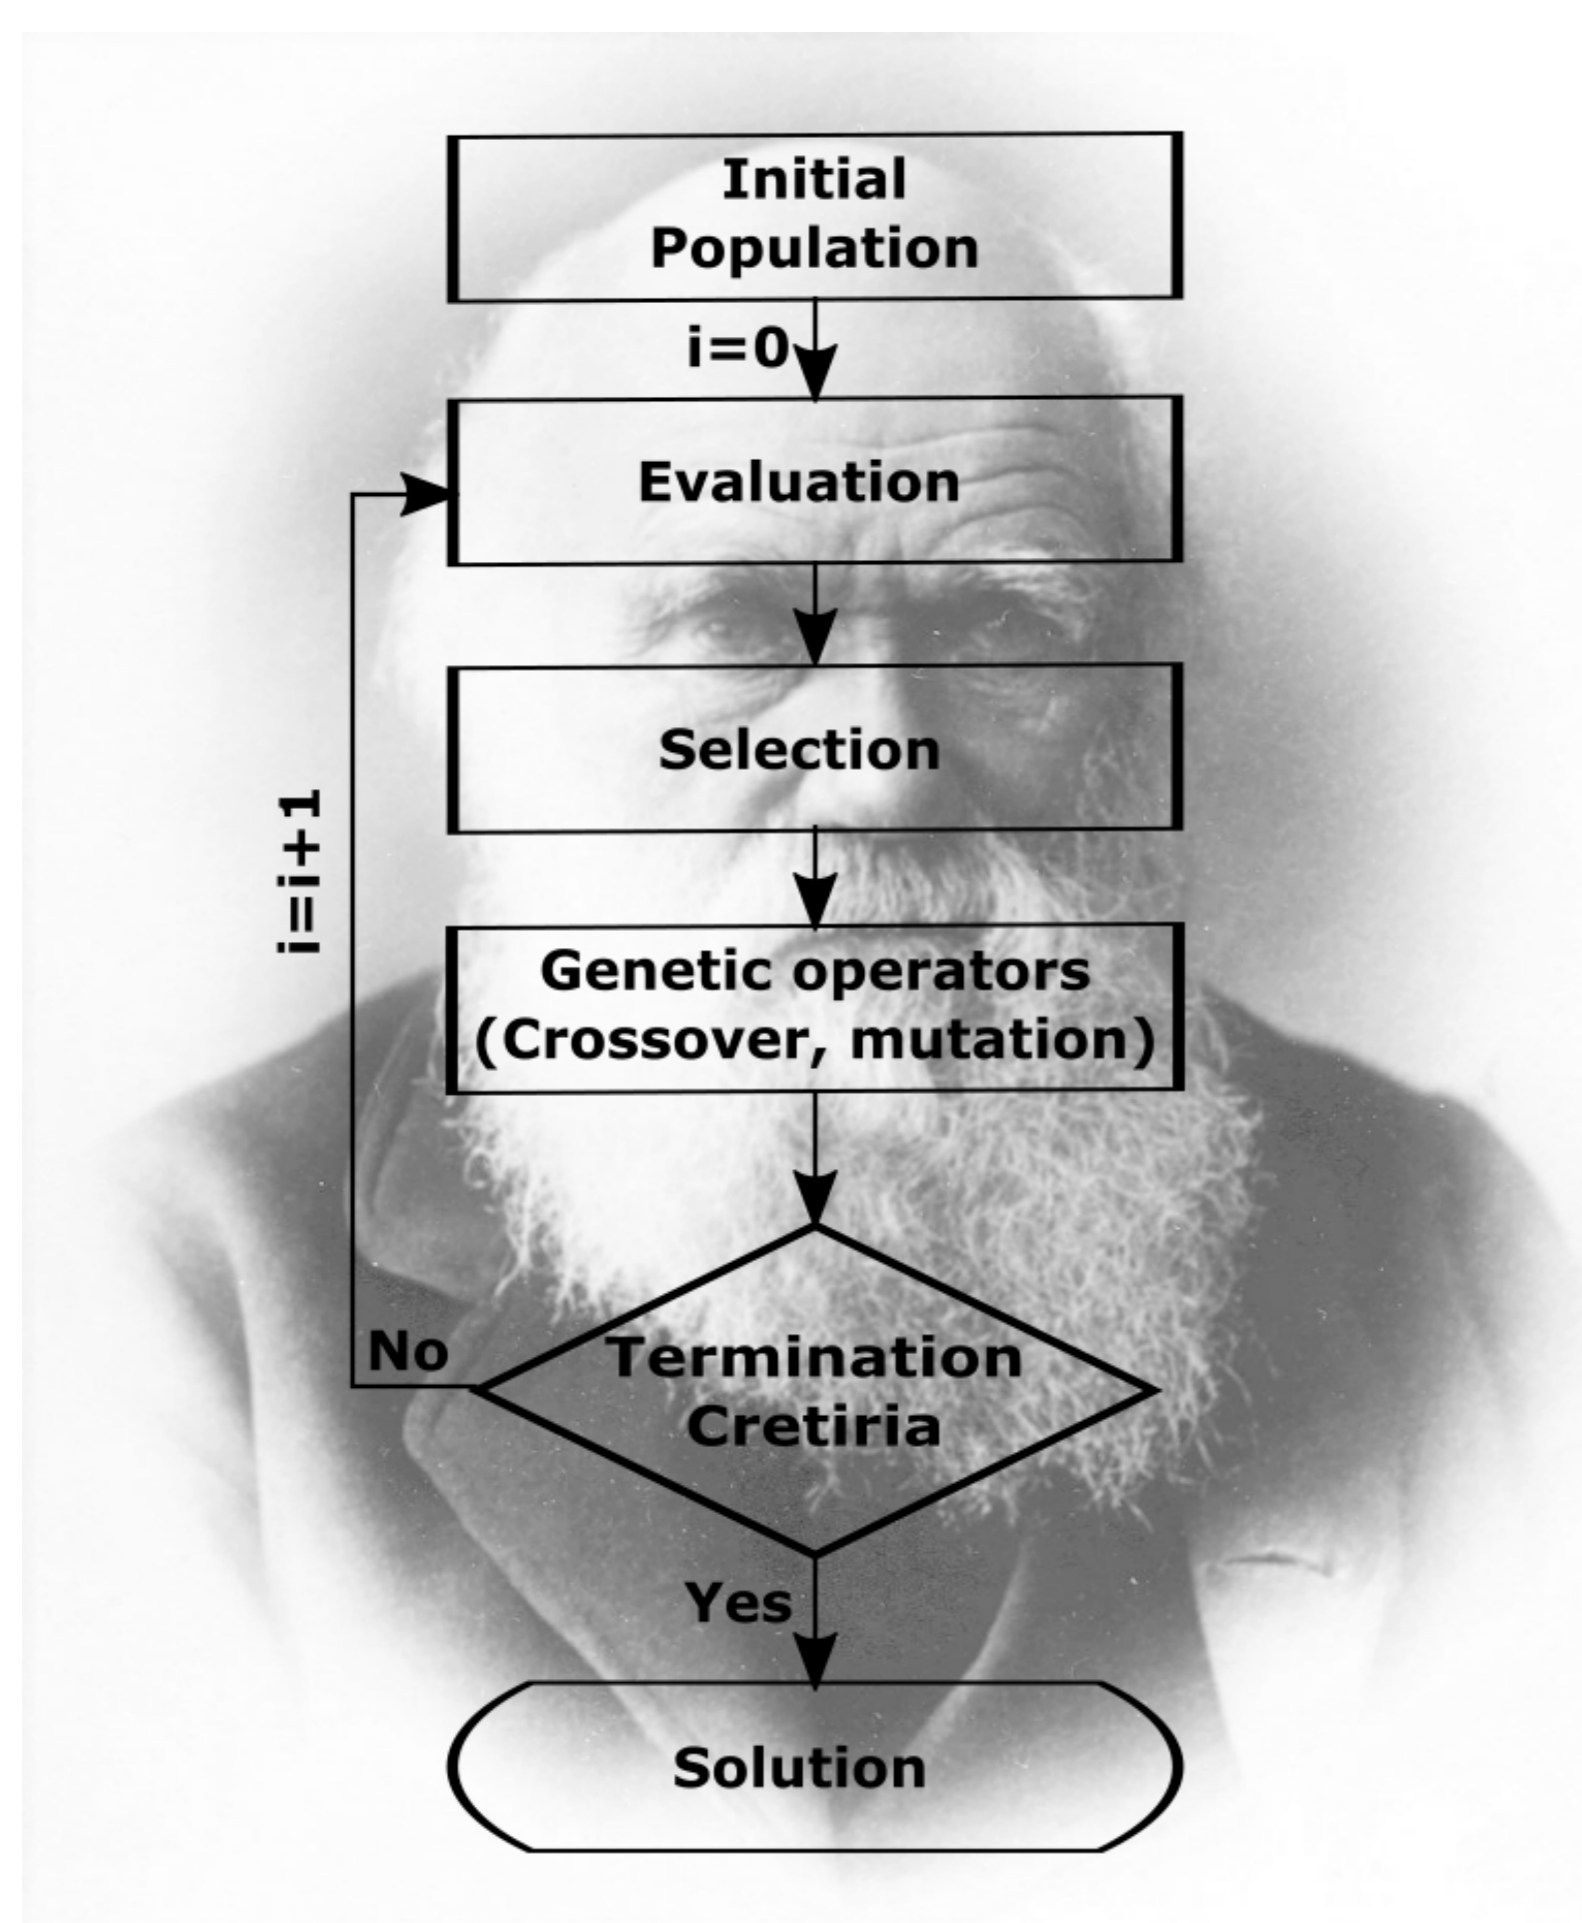 Initial
Population
i=0
Evaluation
Selection
i=i+1
Genetic operators
(Crossover, mutation)
No
Termination
Cretiria
Yes
Solution